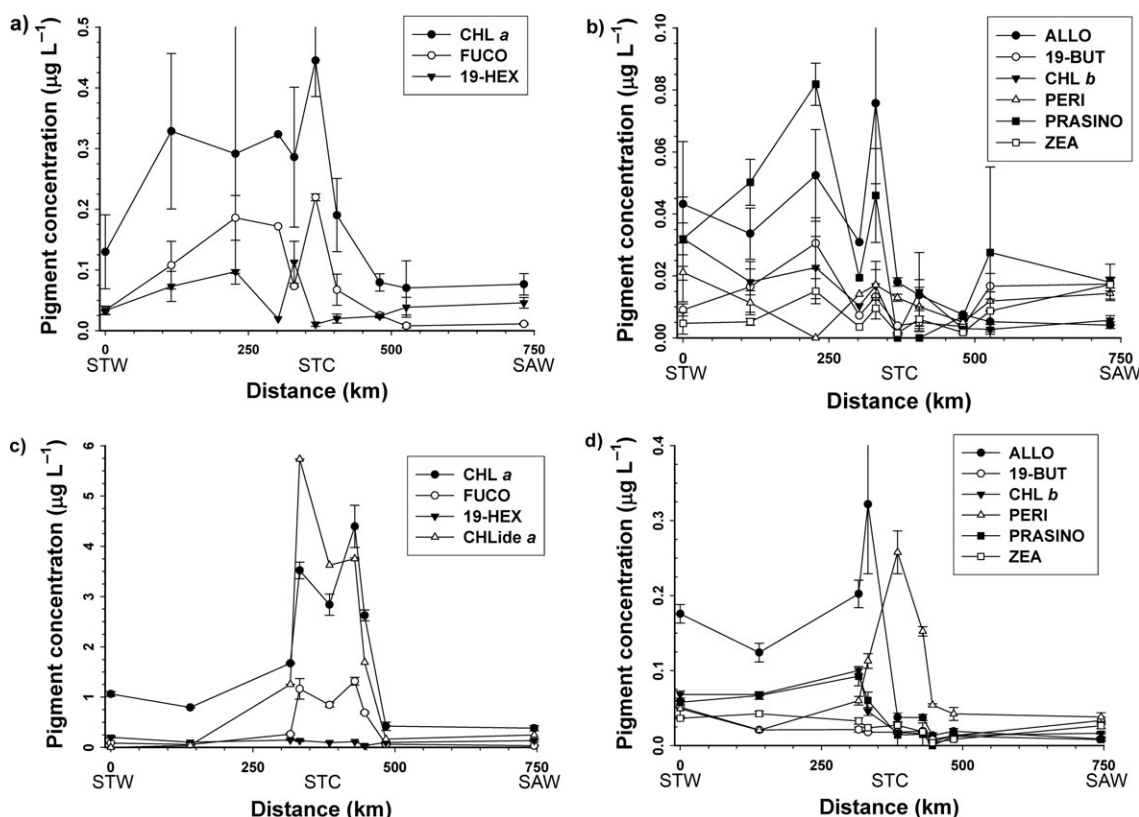 a)
Pigment concentration (µg L⁻¹)
0.5
0.4
0.3
0.2
0.1
0.0
CHL a
FUCO
19-HEX
0 250 500 750
STW STC SAW
Distance (km)
b)
Pigment concentration (µg L⁻¹)
0.10
0.08
0.06
0.04
0.02
0.00
ALLO
19-BUT
CHL b
PERI
PRASINO
ZEA
0 250 500 750
STW STC SAW
Distance (km)
c)
Pigment concentraton (µg L⁻¹)
6
5
4
3
2
1
0
CHL a
FUCO
19-HEX
CHLide a
0 250 500 750
STW STC SAW
Distance (km)
d)
Pigment concentration (µg L⁻¹)
0.4
0.3
0.2
0.1
0.0
ALLO
19-BUT
CHL b
PERI
PRASINO
ZEA
0 250 500 750
STW STC SAW
Distance (km)